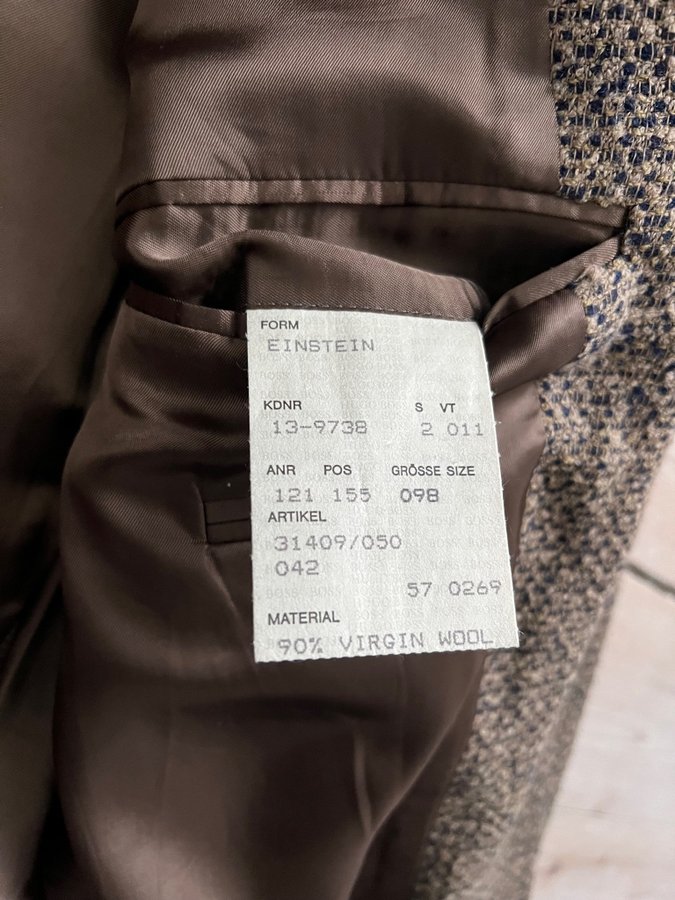 FORM
EINSTEIN
KDNR S VT
13-9738 2 011
ANR POS GRÖSSE SIZE
121 155 098
ARTIKEL
31409/050
042
57 0269
MATERIAL
90% VIRGIN WOOL